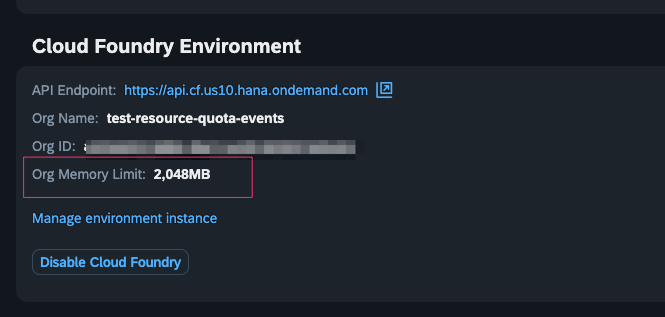 Cloud Foundry Environment
API Endpoint: https://api.cf.us10.hana.ondemand.com
Org Name: test-resource-quota-events
Org ID:
Org Memory Limit: 2,048MB
Manage environment instance
Disable Cloud Foundry